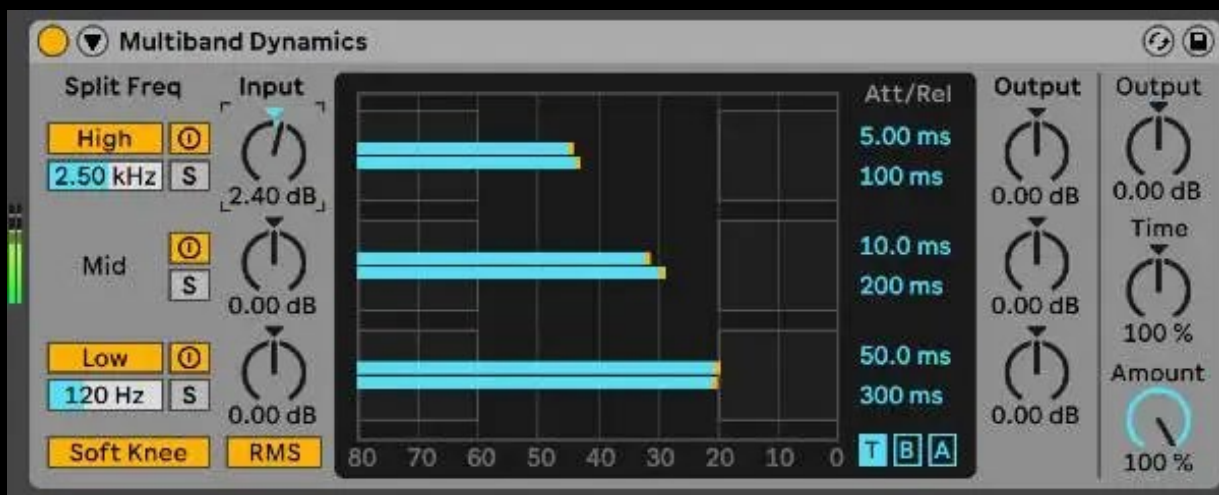 Multiband Dynamics
Split Freq Input Att/Rel Output Output
High 5.00 ms
2.50 kHz S 2.40 dB 100 ms 0.00 dB 0.00 dB
Time
Mid 10.0 ms
S 0.00 dB 200 ms 0.00 dB
100 %
Low 50.0 ms Amount
120 Hz S 0.00 dB 300 ms 0.00 dB
Soft Knee RMS 80 70 60 50 40 30 20 10 0 T B A 100 %